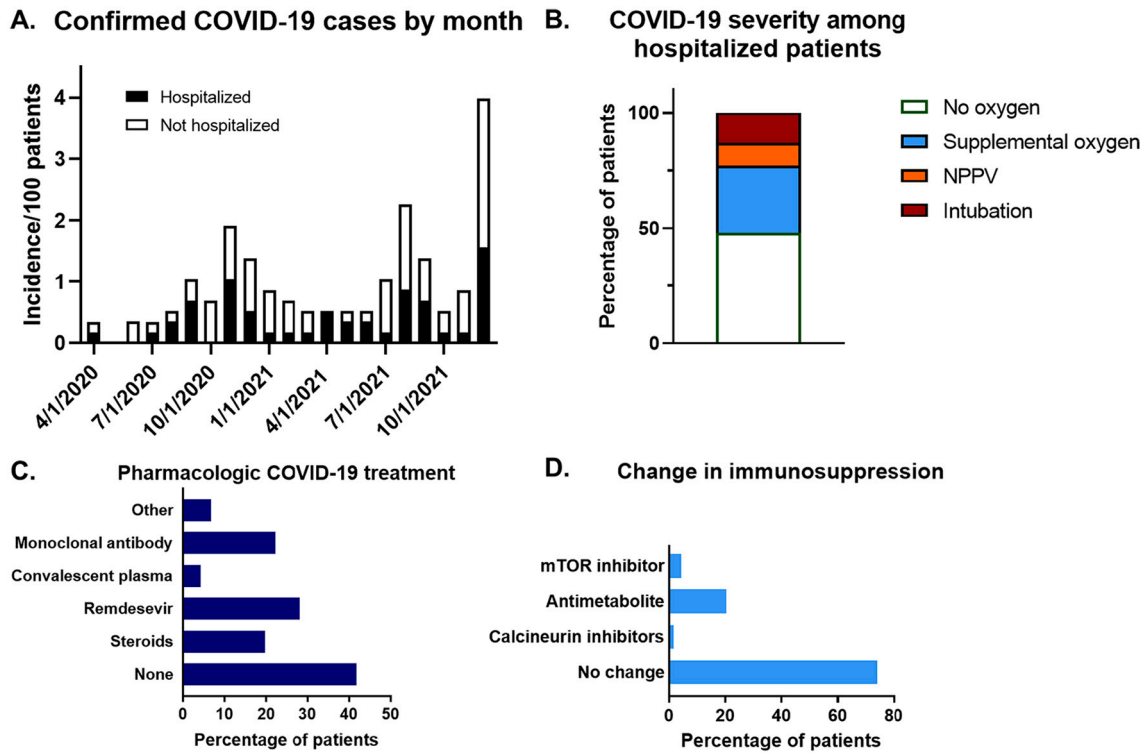 A. Confirmed COVID-19 cases by month
Incidence/100 patients
4
3
2
1
0
Hospitalized
Not hospitalized
4/1/2020
7/1/2020
10/1/2020
1/1/2021
4/1/2021
7/1/2021
10/1/2021
B. COVID-19 severity among
hospitalized patients
Percentage of patients
100
50
0
No oxygen
Supplemental oxygen
NPPV
Intubation
C. Pharmacologic COVID-19 treatment
Other
Monoclonal antibody
Convalescent plasma
Remdesevir
Steroids
None
0 10 20 30 40 50
Percentage of patients
D. Change in immunosuppression
mTOR inhibitor
Antimetabolite
Calcineurin inhibitors
No change
0 20 40 60 80
Percentage of patients